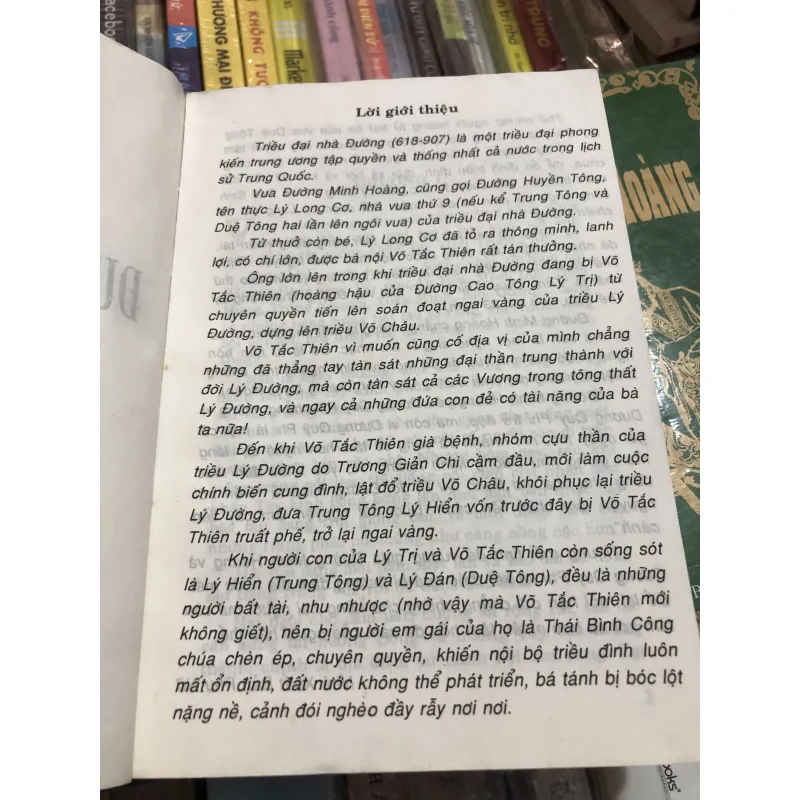 facebook
HƯƠNG MẠI ĐI
KHÔNG TƯỞ
Market
TRUNG
Lời giới thiệu
Triều đại nhà Đường (618-907) là một triều đại phong
kiến trung ương tập quyền và thống nhất cả nước trong lịch
sử Trung Quốc.
Vua Đường Minh Hoàng, cũng gọi Đường Huyền Tông,
tên thực Lý Long Cơ, nhà vua thứ 9 (nếu kể Trung Tông và
Duệ Tông hai lần lên ngôi vua) của triều đại nhà Đường.
Từ thuở còn bé, Lý Long Cơ đã tỏ ra thông minh, lanh
lợi, có chí lớn, được bà nội Võ Tắc Thiên rất tán thưởng.
Ông lớn lên trong khi triều đại nhà Đường đang bị Võ
Tắc Thiên (hoàng hậu của Đường Cao Tông Lý Trị) từ
chuyên quyền tiến lên soán đoạt ngai vàng của triều Lý
Đường, dựng lên triều Võ Châu.
Võ Tắc Thiên vì muốn cũng cố địa vị của mình chẳng
những đã thẳng tay tàn sát những đại thần trung thành với
đời Lý Đường, mà còn tàn sát cả các Vương trong tông thất
Lý Đường, và ngay cả những đứa con đẻ có tài năng của bà
ta nữa!
Đến khi Võ Tắc Thiên già bệnh, nhóm cựu thần của
triều Lý Đường do Trương Giản Chi cầm đầu, mới làm cuộc
chính biến cung đình, lật đổ triều Võ Châu, khôi phục lại triều
Lý Đường, đưa Trung Tông Lý Hiển vốn trước đây bị Võ Tắc
Thiên truất phế, trở lại ngai vàng.
Khi người con của Lý Trị và Võ Tắc Thiên còn sống sót
là Lý Hiển (Trung Tông) và Lý Đán (Duệ Tông), đều là những
người bất tài, nhu nhược (nhờ vậy mà Võ Tắc Thiên mới
không giết), nên bị người em gái của họ là Thái Bình Công
chúa chèn ép, chuyên quyền, khiến nội bộ triều đình luôn
mất ổn định, đất nước không thể phát triển, bá tánh bị bóc lột
nặng nề, cảnh đói nghèo đầy rẫy nơi nơi.
HOÀNG
books